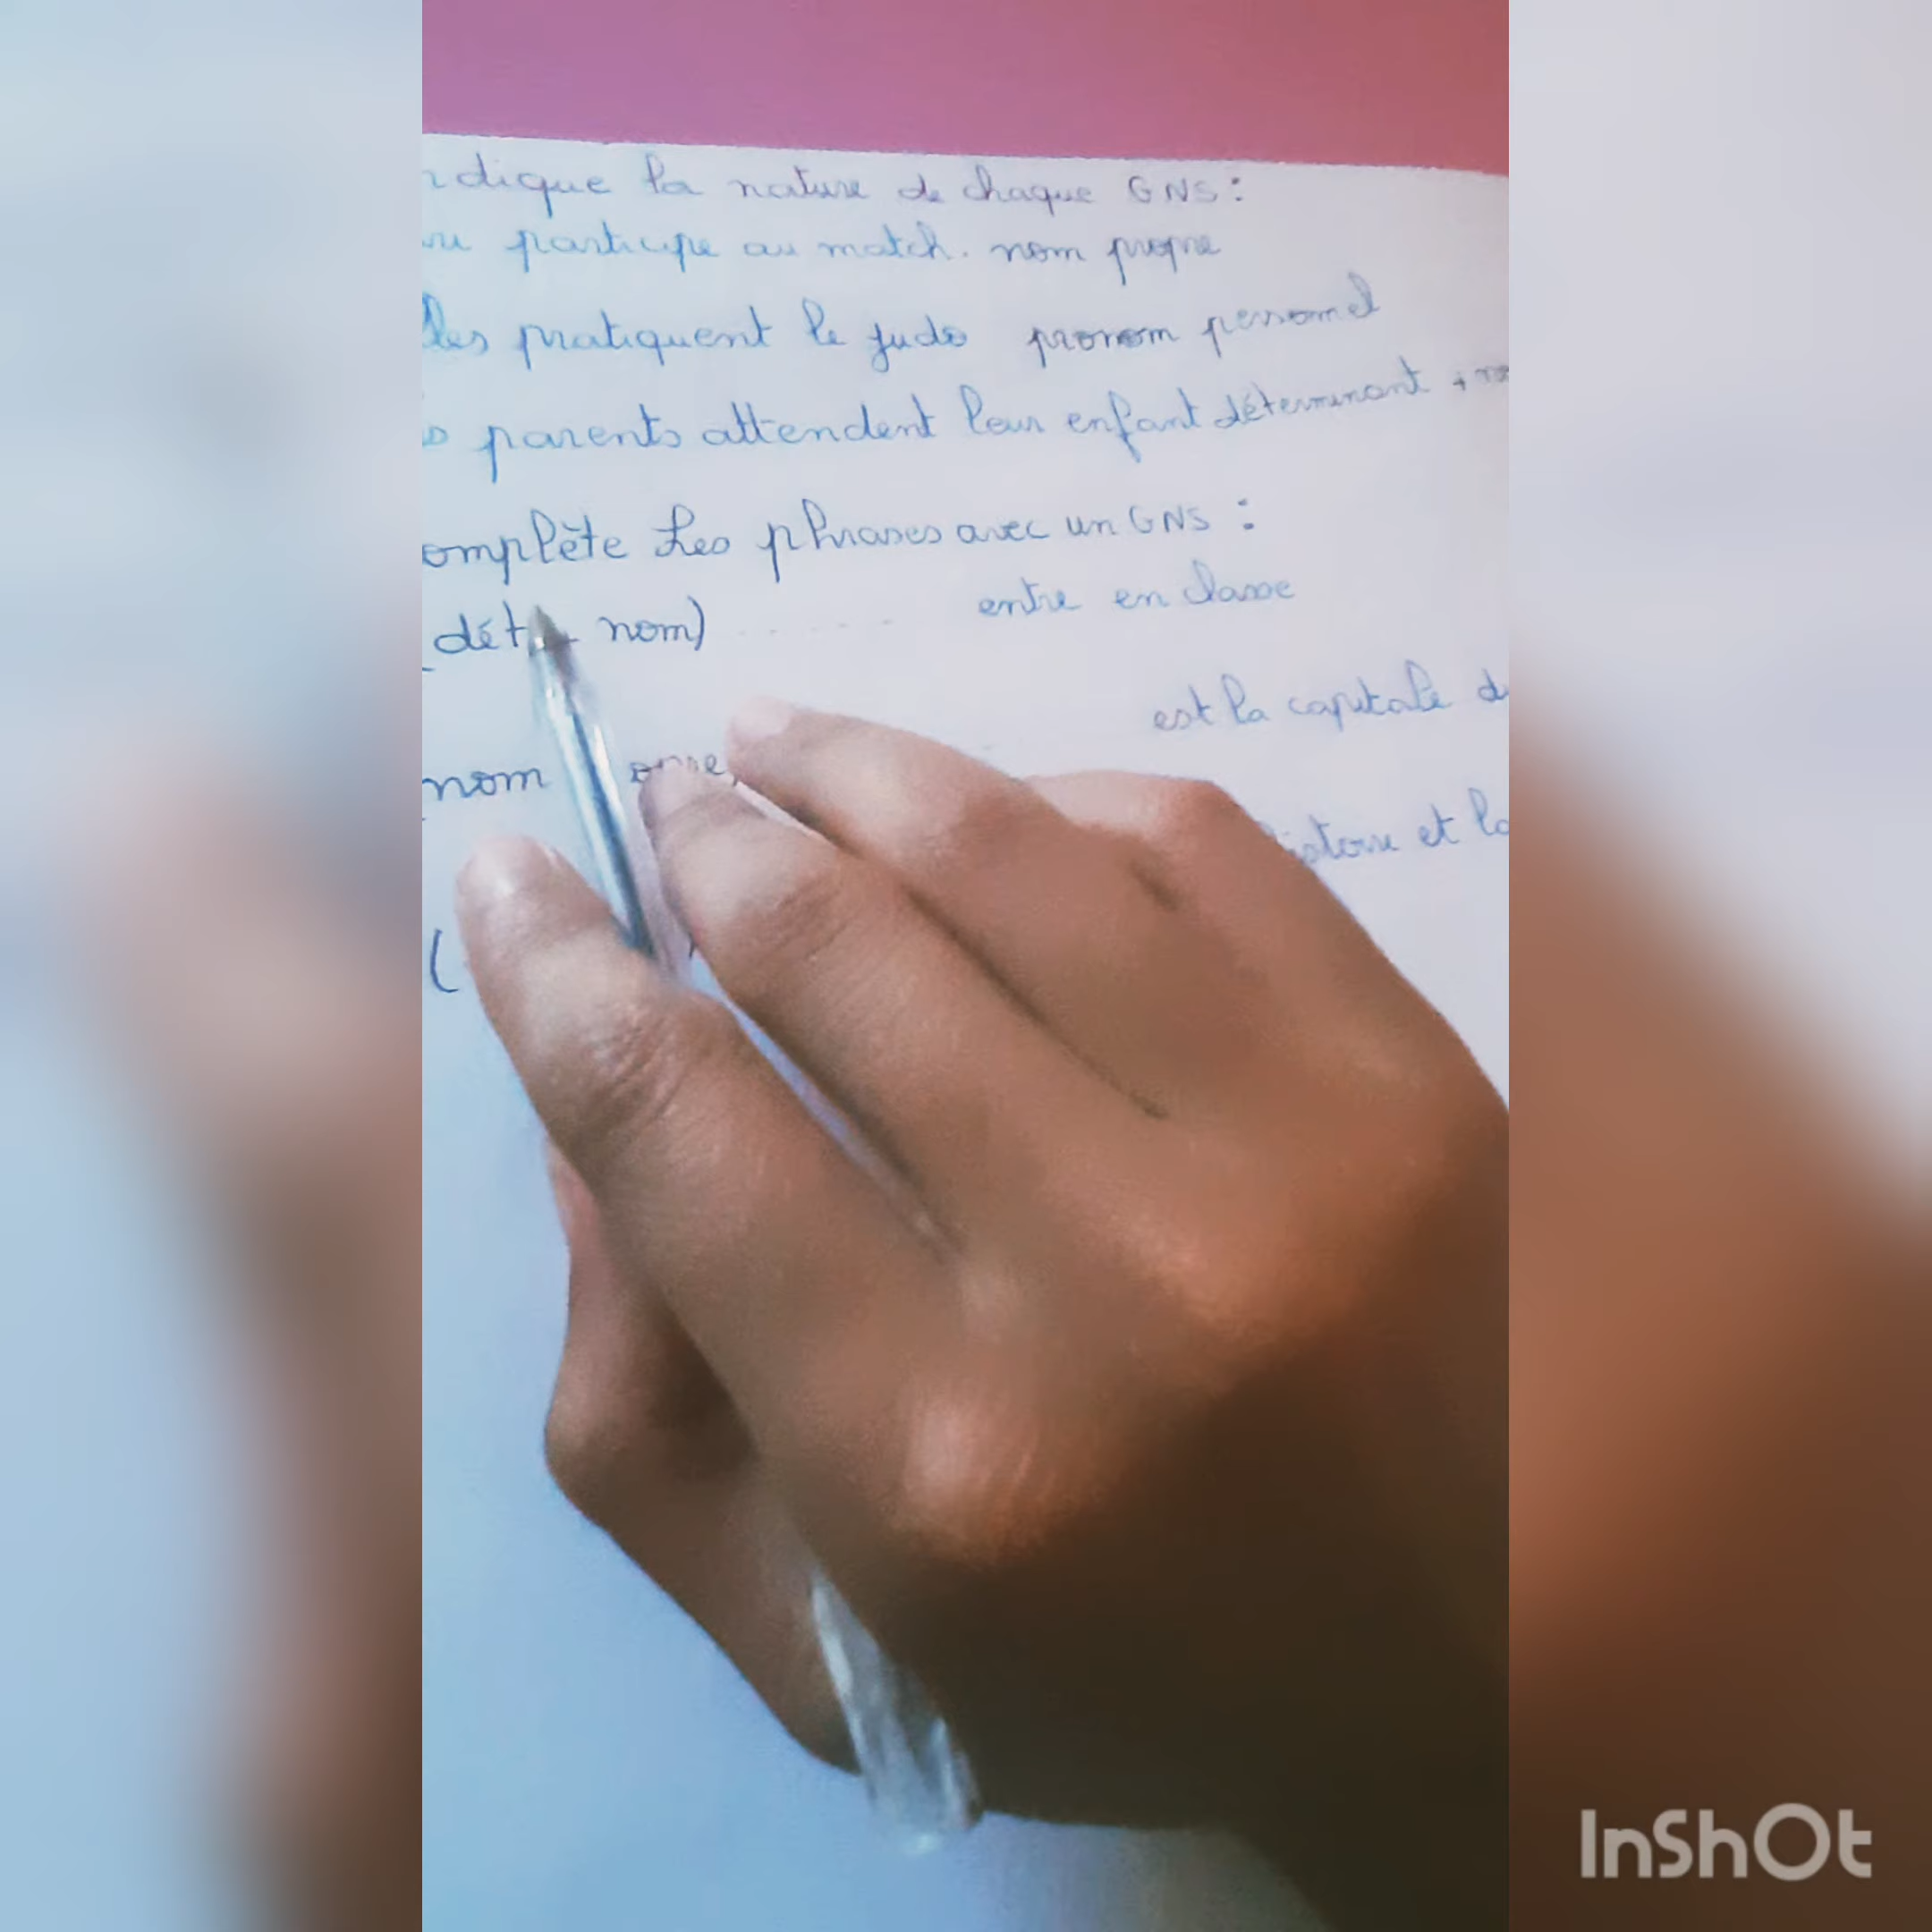 ndique la nature de chaque GNS:
participe au match. nom propre
les pratiquent le judo pronom personnel
parents attendent leur enfant déterminant +
omplète Les phrases avec un GNS :
(dét + nom) ........ entre en classe
est la capitale d
nom
istoire et la
(
InShOt